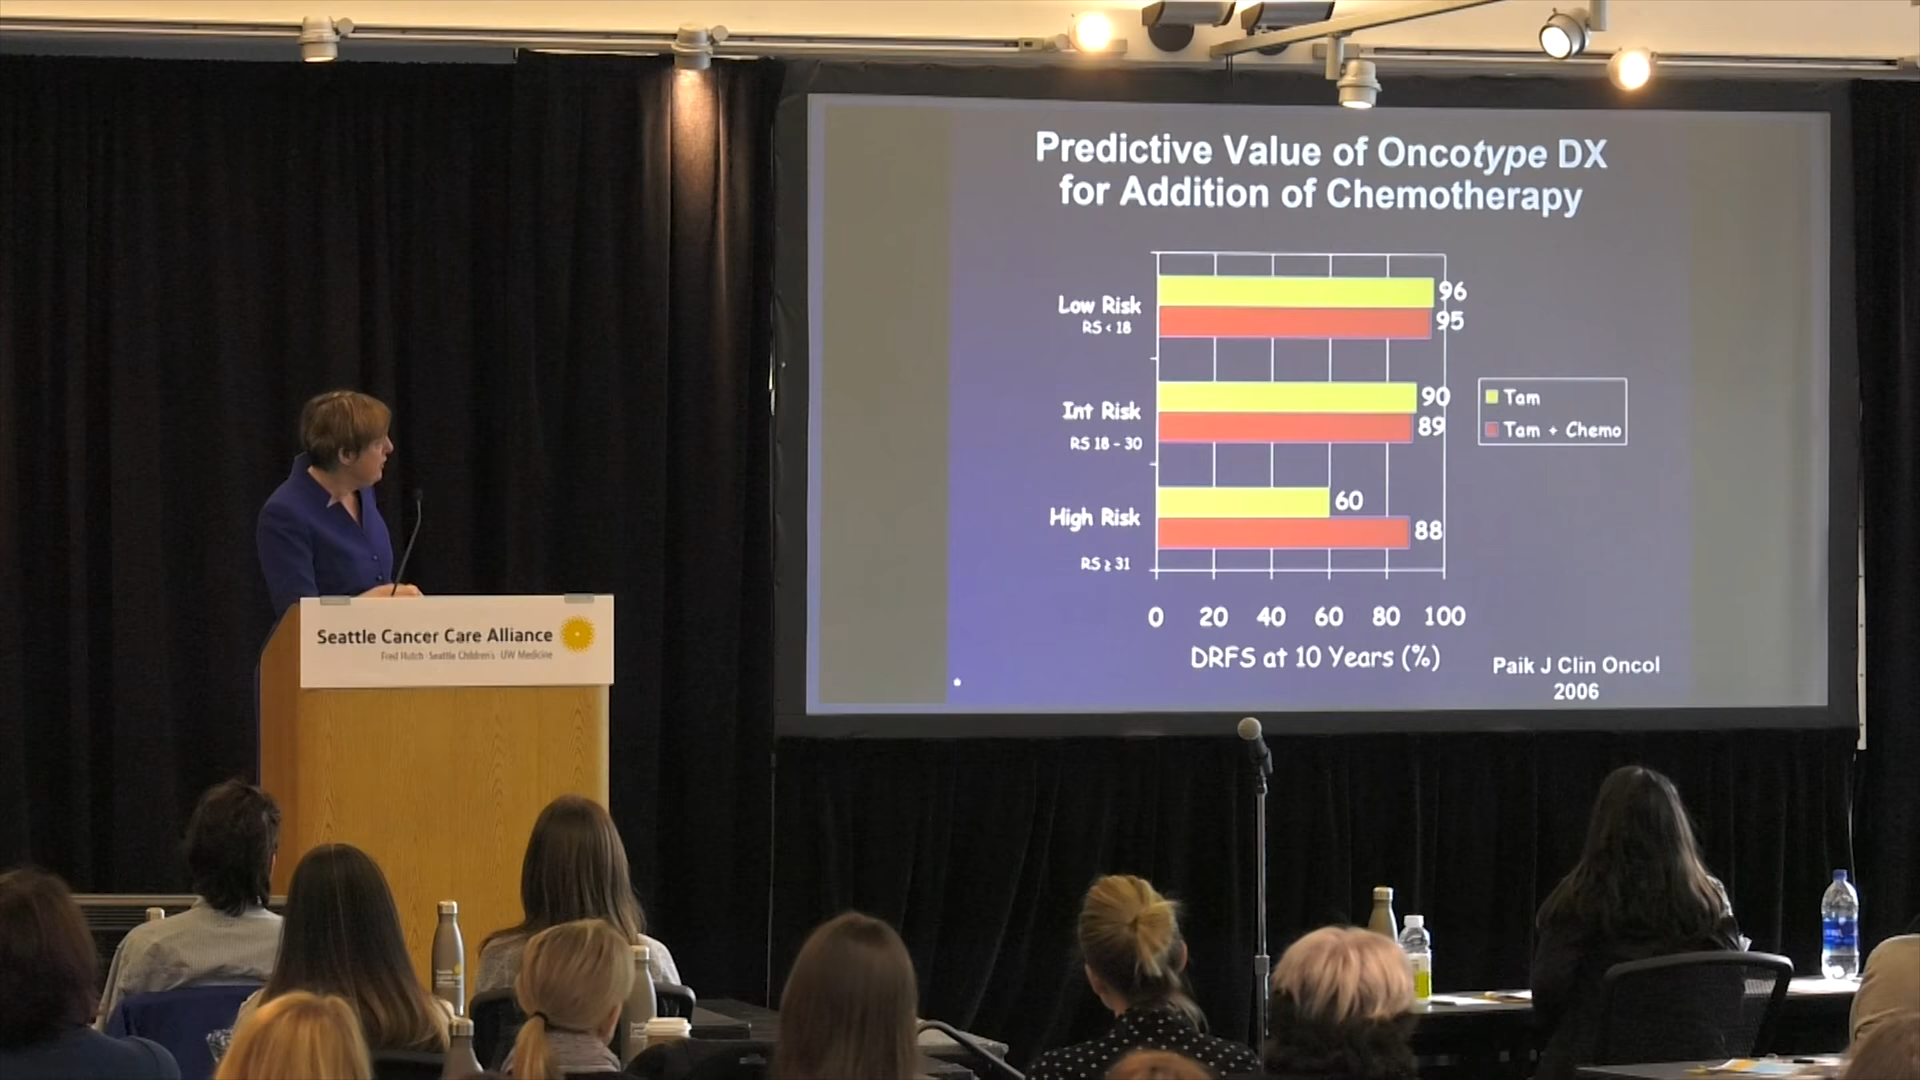 Predictive Value of Oncotype DX
for Addition of Chemotherapy
Low Risk
RS < 18
96
95
Int Risk
RS 18 - 30
90
89
High Risk
RS ≥ 31
60
88
Tam
Tam + Chemo
0 20 40 60 80 100
DRFS at 10 Years (%)
Paik J Clin Oncol
2006
Seattle Cancer Care Alliance
Fred Hutch · Seattle Children's · UW Medicine